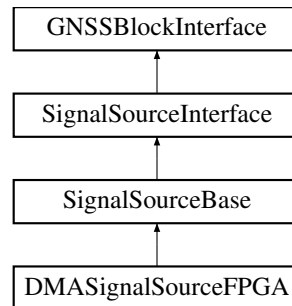 GNSSBlockInterface
SignalSourceInterface
SignalSourceBase
DMASignalSourceFPGA